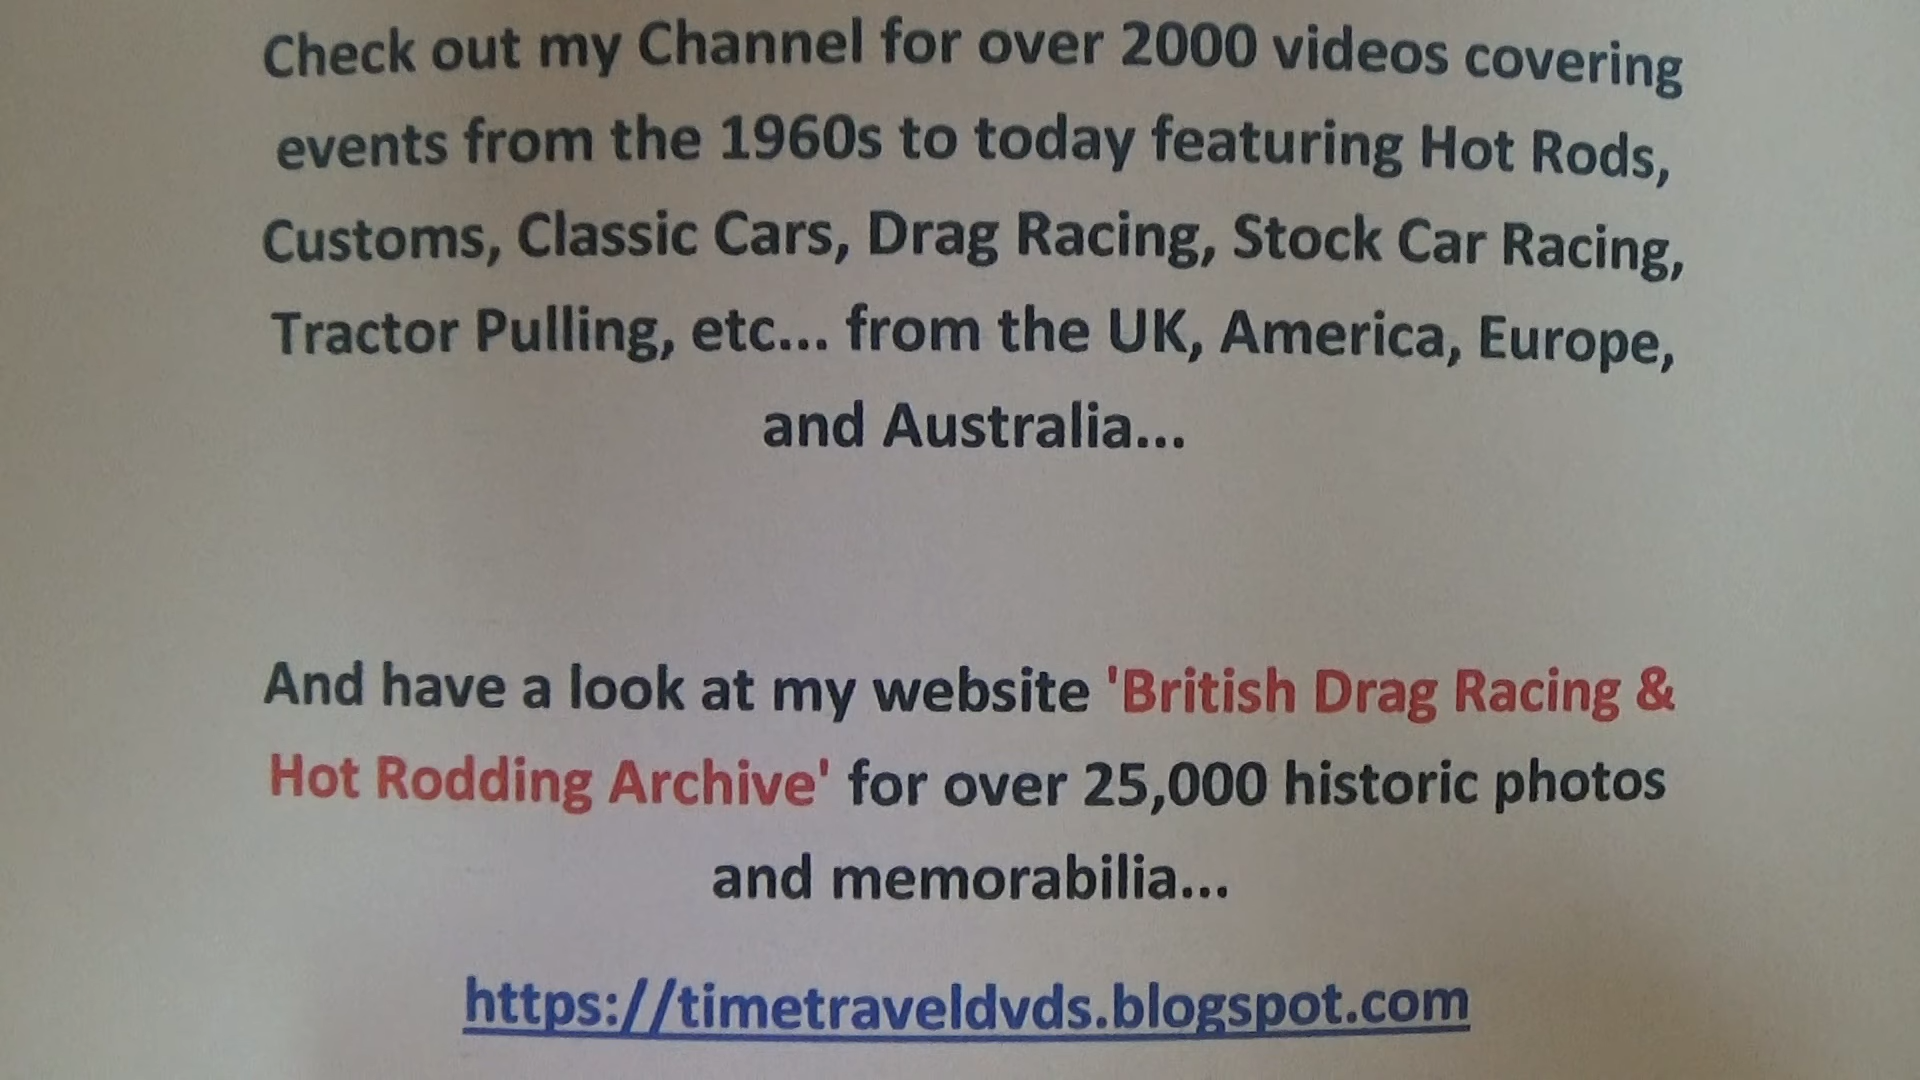 Check out my Channel for over 2000 videos covering
events from the 1960s to today featuring Hot Rods,
Customs, Classic Cars, Drag Racing, Stock Car Racing,
Tractor Pulling, etc... from the UK, America, Europe,
and Australia...
And have a look at my website 'British Drag Racing &
Hot Rodding Archive' for over 25,000 historic photos
and memorabilia...
https://timetraveldvds.blogspot.com